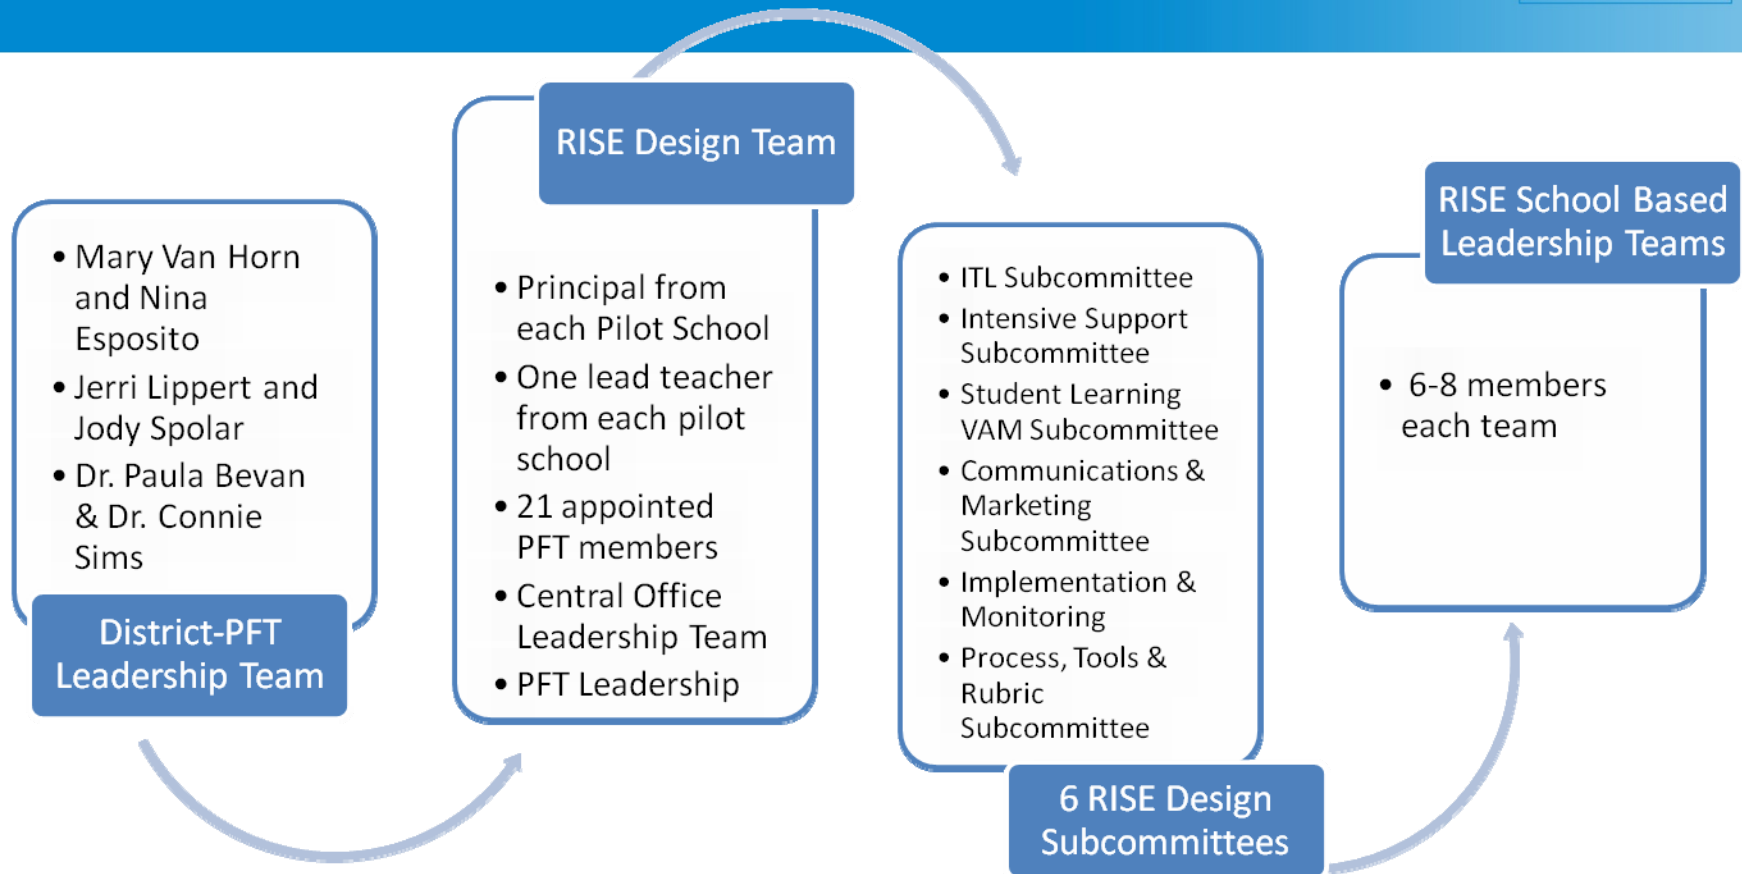 • Mary Van Horn
and Nina
Esposito
• Jerri Lippert and
Jody Spolar
• Dr. Paula Bevan
& Dr. Connie
Sims
District-PFT
Leadership Team
RISE Design Team
• Principal from
each Pilot School
• One lead teacher
from each pilot
school
• 21 appointed
PFT members
• Central Office
Leadership Team
• PFT Leadership
• ITL Subcommittee
• Intensive Support
Subcommittee
• Student Learning
VAM Subcommittee
• Communications &
Marketing
Subcommittee
• Implementation &
Monitoring
• Process, Tools &
Rubric
Subcommittee
6 RISE Design
Subcommittees
RISE School Based
Leadership Teams
• 6-8 members
each team